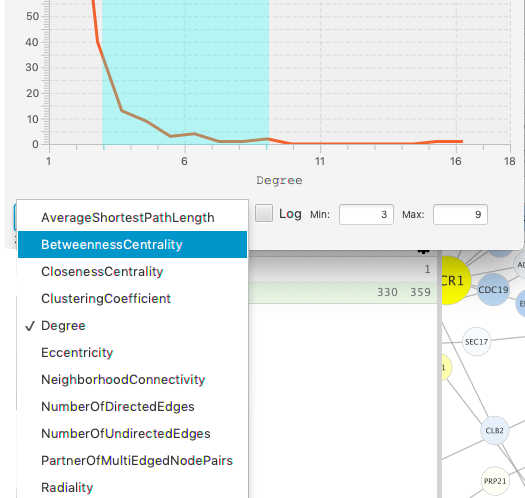 50
40
30
20
10
0
1 6 11 16 18
Degree
Log Min: 3 Max: 9
AverageShortestPathLength
BetweennessCentrality
ClosenessCentrality
ClusteringCoefficient
✓ Degree
Eccentricity
NeighborhoodConnectivity
NumberOfDirectedEdges
NumberOfUndirectedEdges
PartnerOfMultiEdgedNodePairs
Radiality
1
330 359
CR1
CDC19
SEC17
CLB2
PRP21